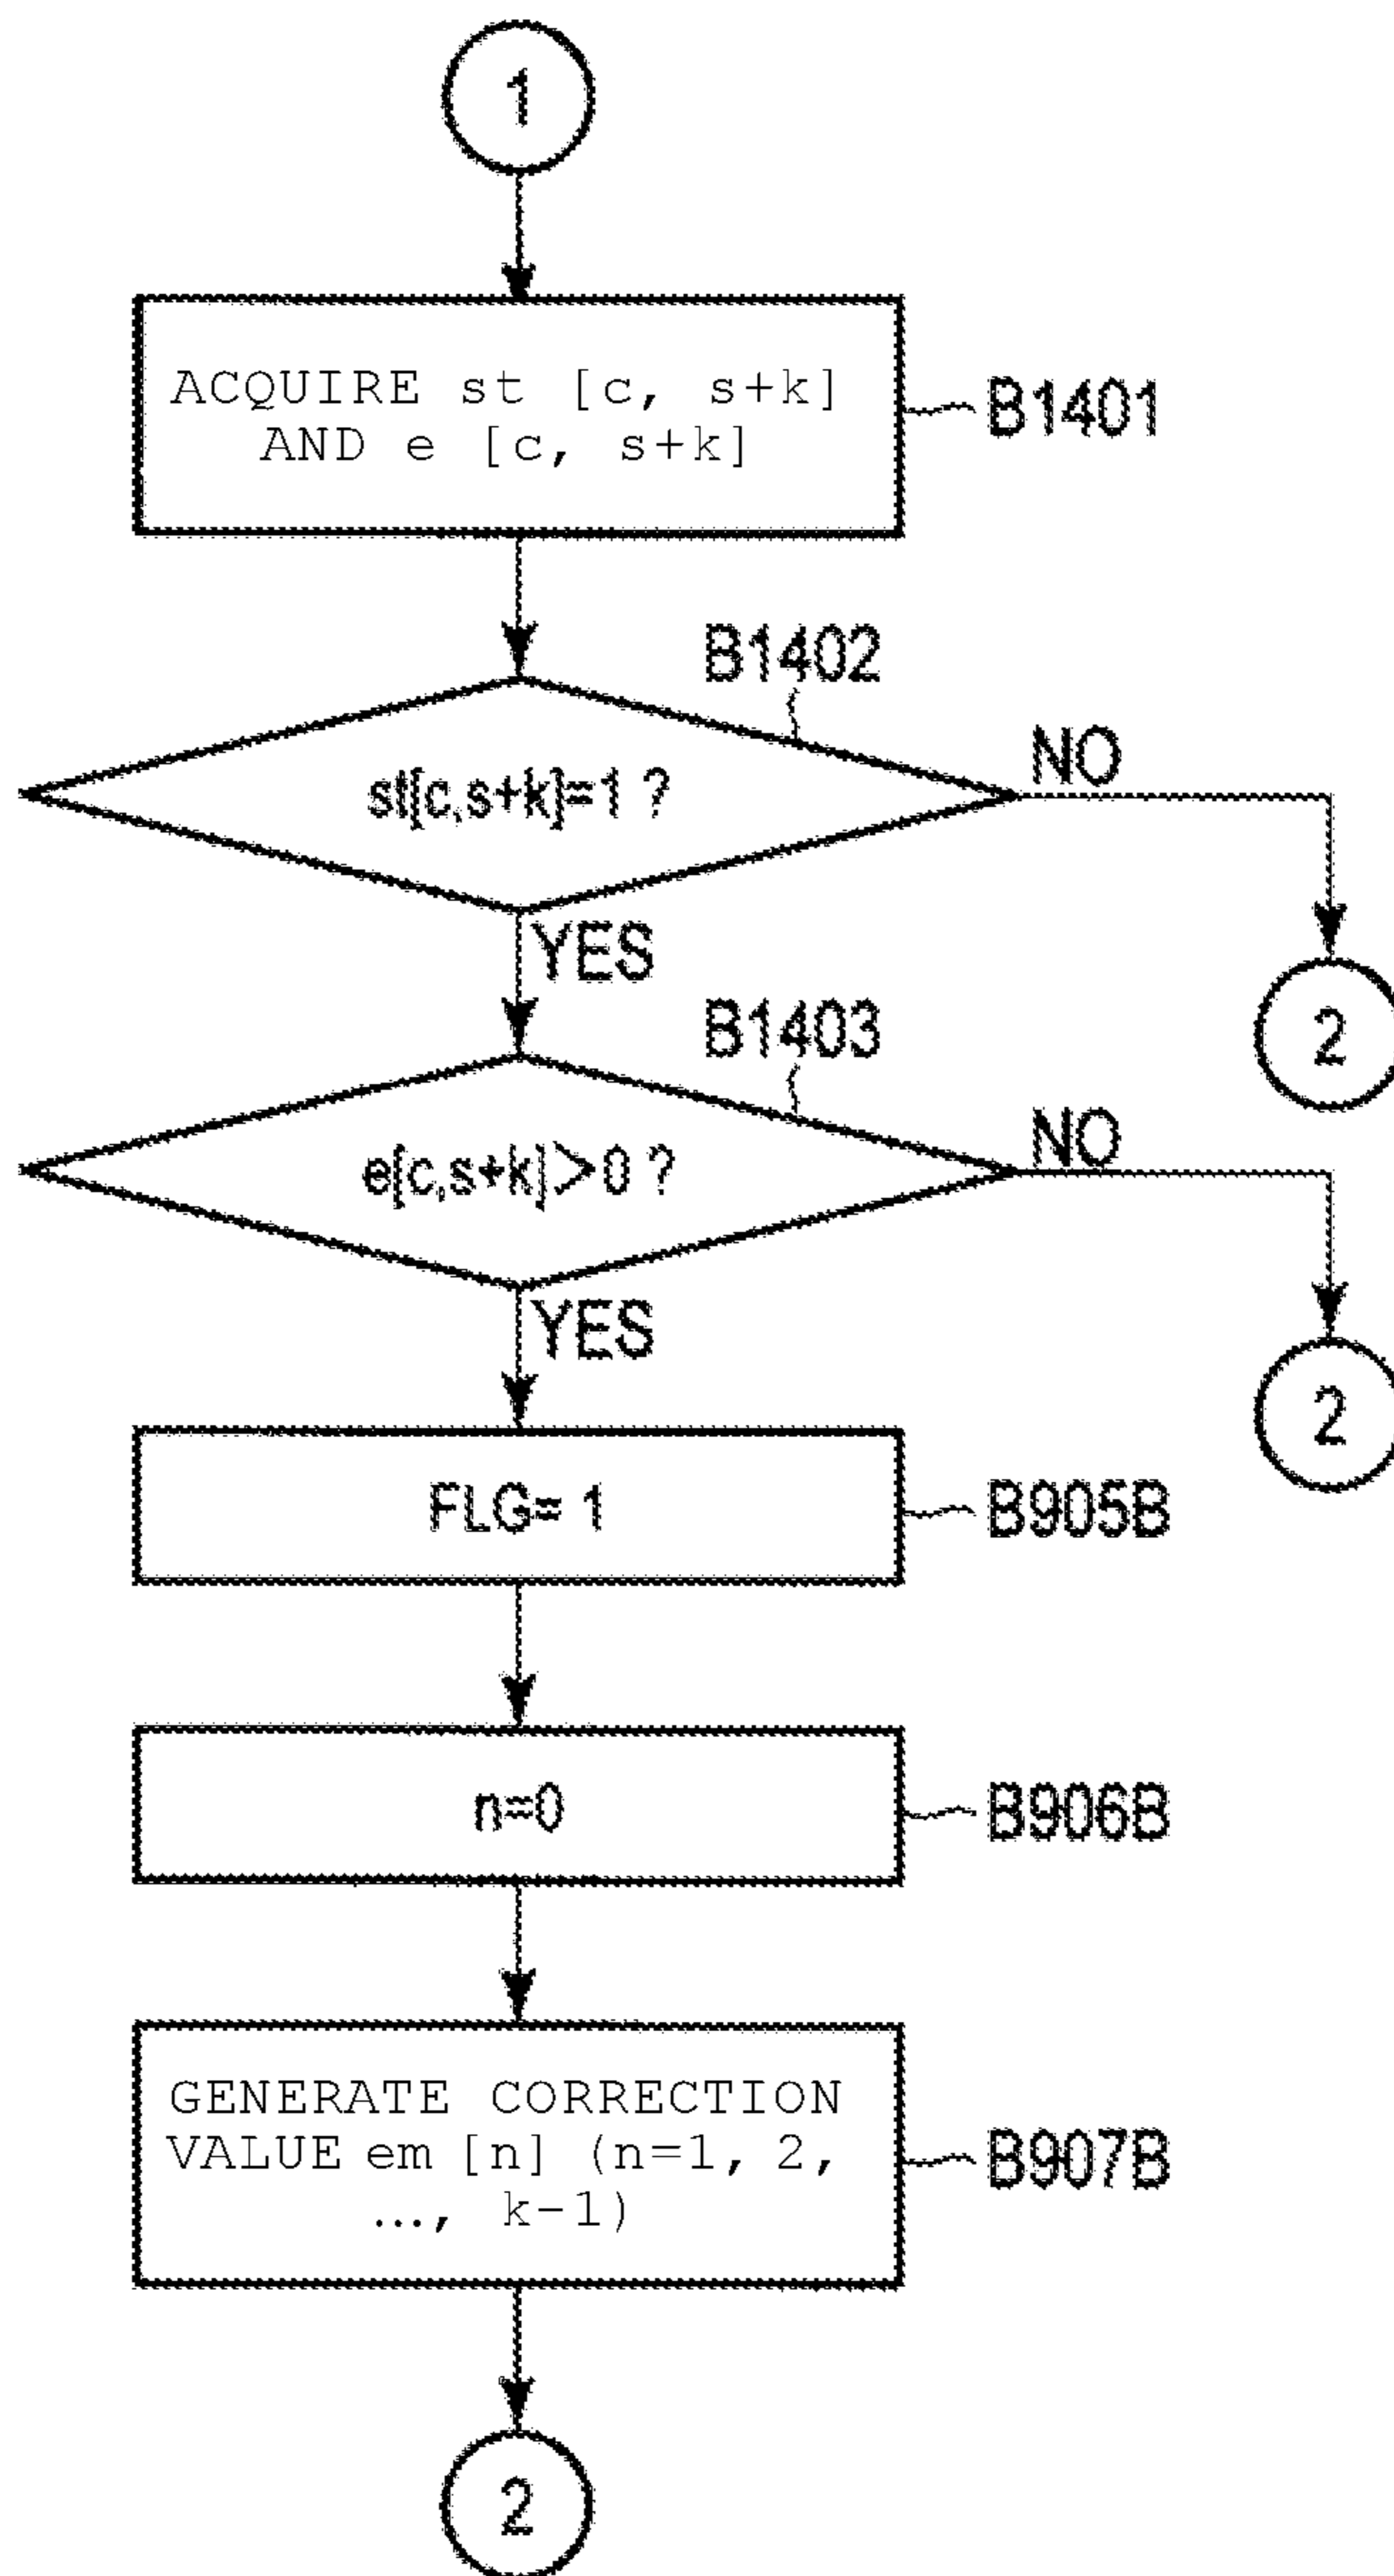 1
ACQUIRE st [c, s+k]
AND e [c, s+k]
B1401
B1402
st[c,s+k]=1 ?
NO
YES
2
B1403
e[c,s+k]>0 ?
NO
YES
2
FLG= 1
B905B
n=0
B906B
GENERATE CORRECTION
VALUE em [n] (n=1, 2,
..., k-1)
B907B
2